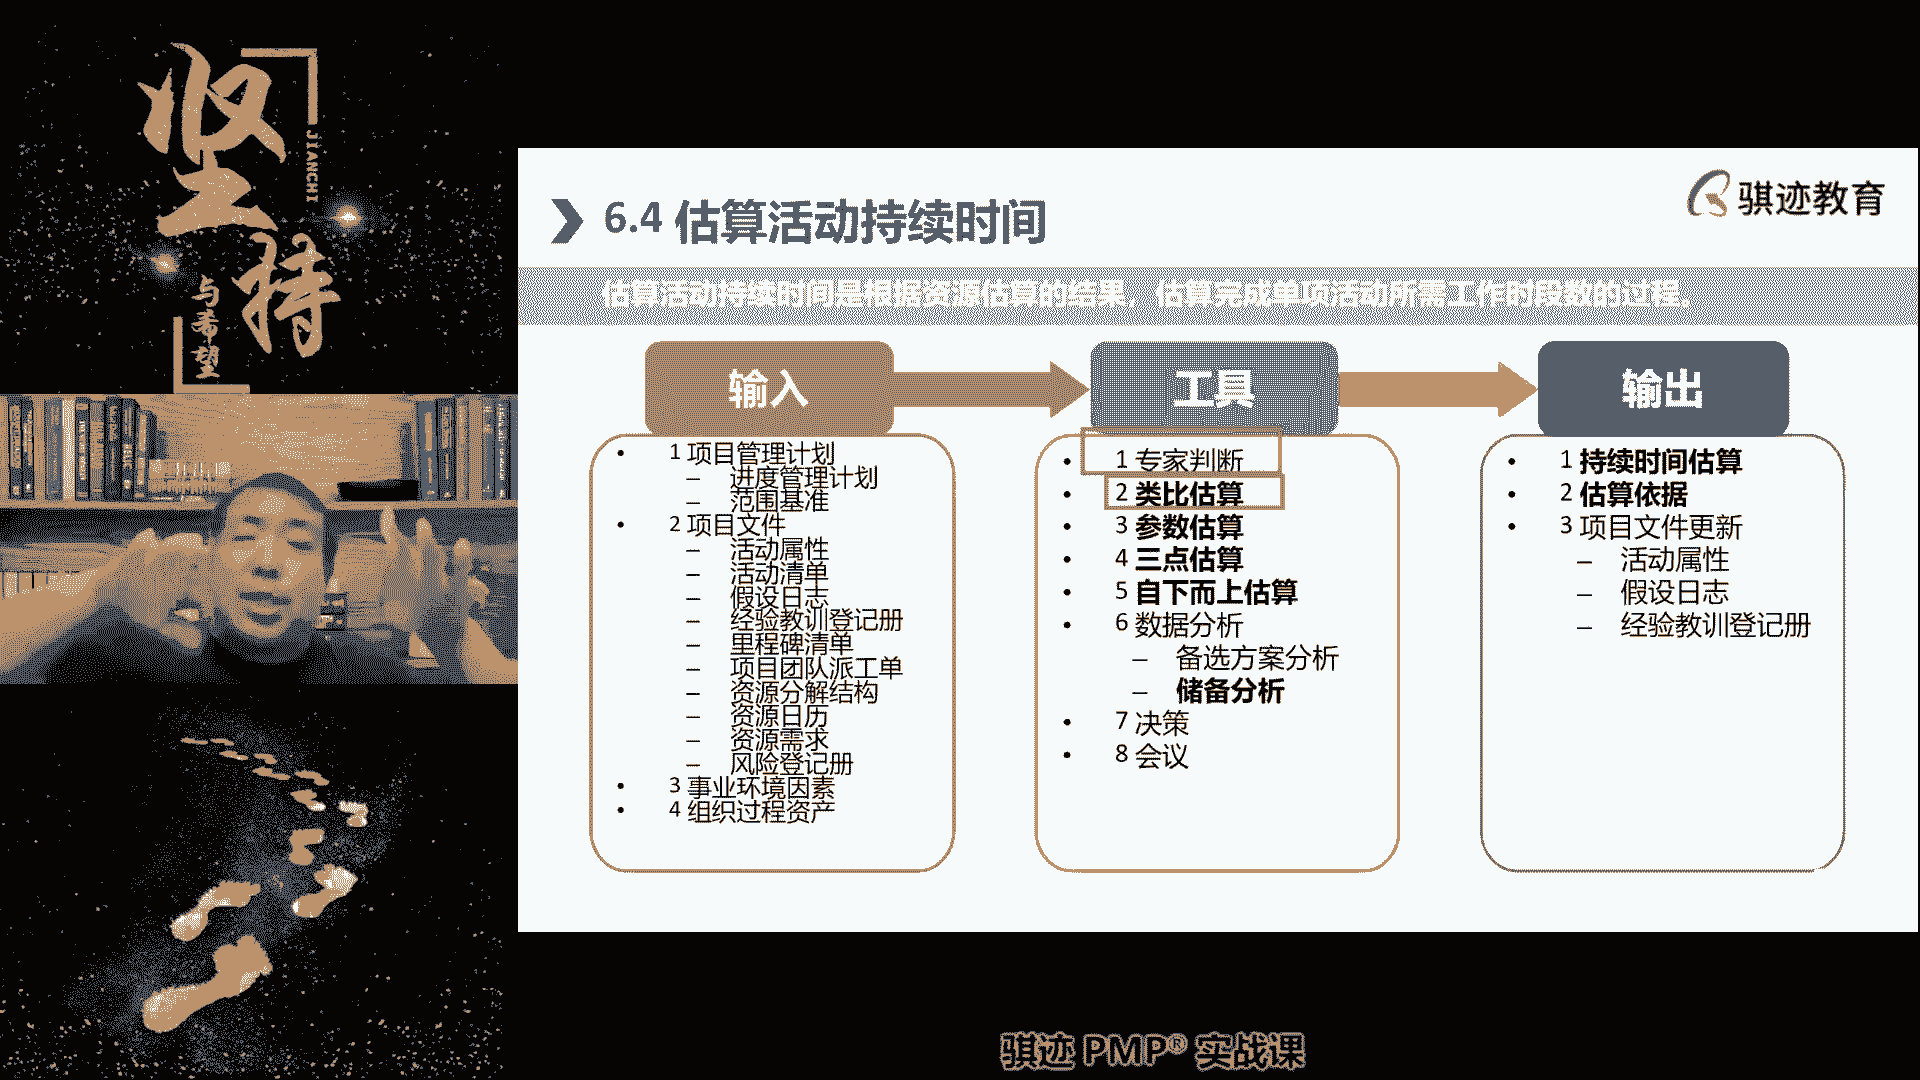 坚持
JIANCHI
与希望
骐迹教育
6.4 估算活动持续时间
估算活动持续时间是根据资源估算的结果，估算完成单项活动所需工作时段数的过程。
输入
• 1 项目管理计划
– 进度管理计划
– 范围基准
• 2 项目文件
– 活动属性
– 活动清单
– 假设日志
– 经验教训登记册
– 里程碑清单
– 项目团队派工单
– 资源分解结构
– 资源日历
– 资源需求
– 风险登记册
• 3 事业环境因素
• 4 组织过程资产
工具
• 1 专家判断
• 2 类比估算
• 3 参数估算
• 4 三点估算
• 5 自下而上估算
• 6 数据分析
– 备选方案分析
– 储备分析
• 7 决策
• 8 会议
输出
• 1 持续时间估算
• 2 估算依据
• 3 项目文件更新
– 活动属性
– 假设日志
– 经验教训登记册
骐迹 PMP® 实战课